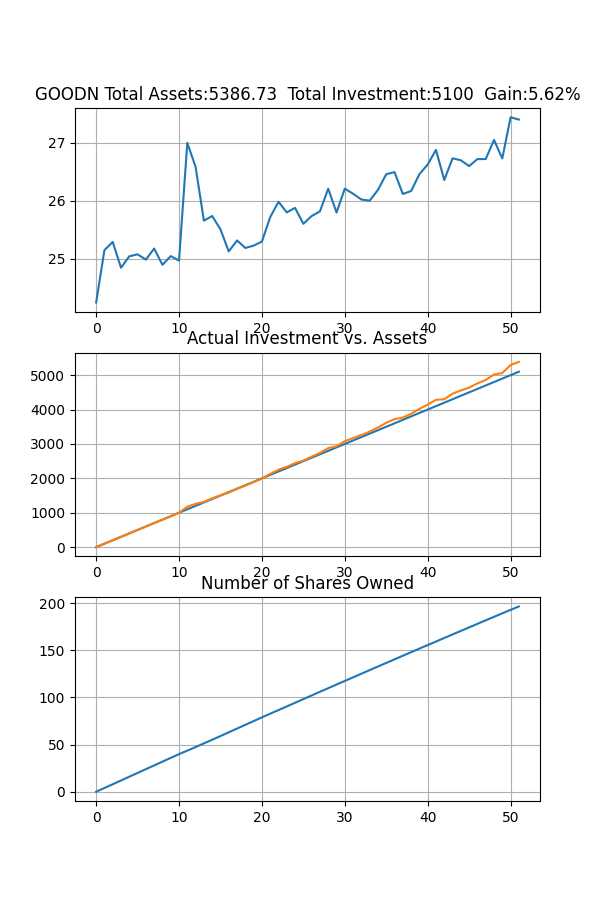 GOODN Total Assets:5386.73  Total Investment:5100  Gain:5.62%
27
26
25
0 10 20 30 40 50
Actual Investment vs. Assets
5000
4000
3000
2000
1000
0
0 10 20 30 40 50
Number of Shares Owned
200
150
100
50
0
0 10 20 30 40 50